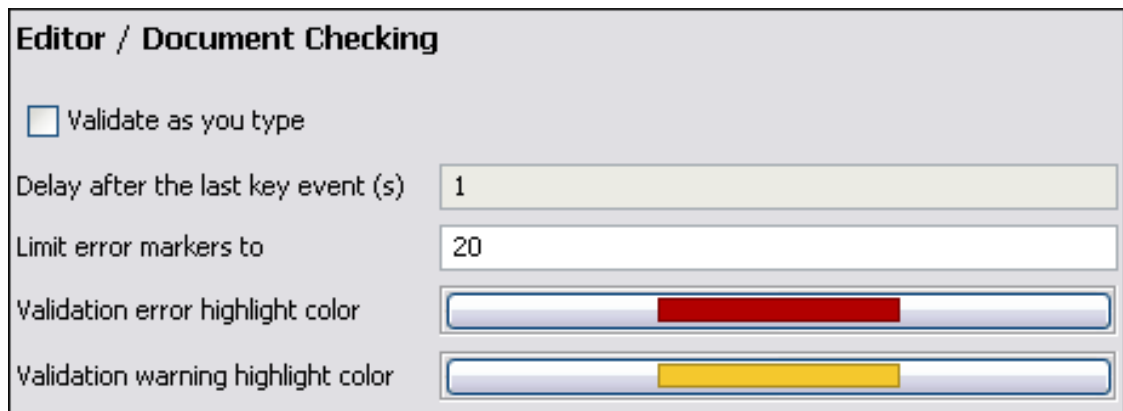 Editor / Document Checking
Validate as you type
Delay after the last key event (s) 1
Limit error markers to 20
Validation error highlight color
Validation warning highlight color